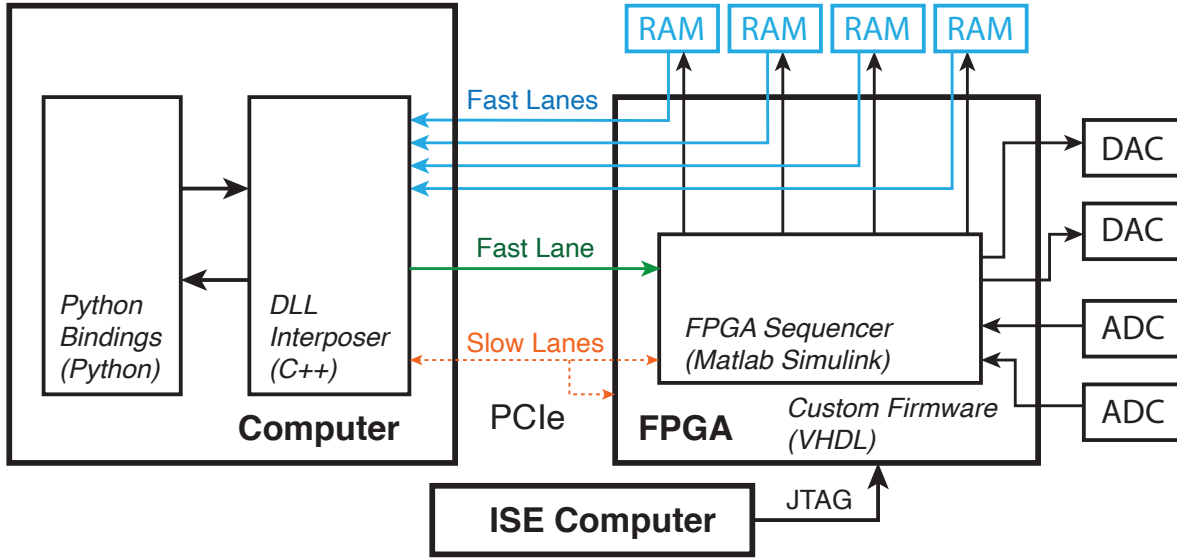 RAM
RAM
RAM
RAM
Fast Lanes
DAC
DAC
Fast Lane
Python
Bindings
(Python)
DLL
Interposer
(C++)
Slow Lanes
FPGA Sequencer
(Matlab Simulink)
ADC
ADC
Computer
PCIe
FPGA
Custom Firmware
(VHDL)
ISE Computer
JTAG